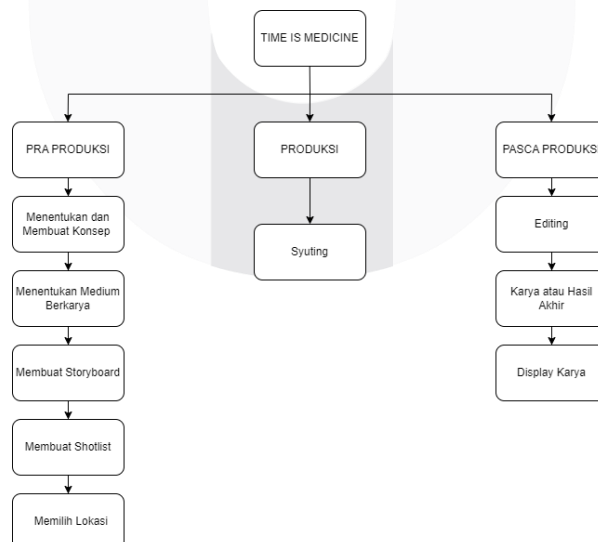 TIME IS MEDICINE
PRA PRODUKSI
PRODUKSI
PASCA PRODUKSI
Menentukan dan
Membuat Konsep
Syuting
Editing
Menentukan Medium
Berkarya
Karya atau Hasil
Akhir
Membuat Storyboard
Display Karya
Membuat Shotlist
Memilih Lokasi